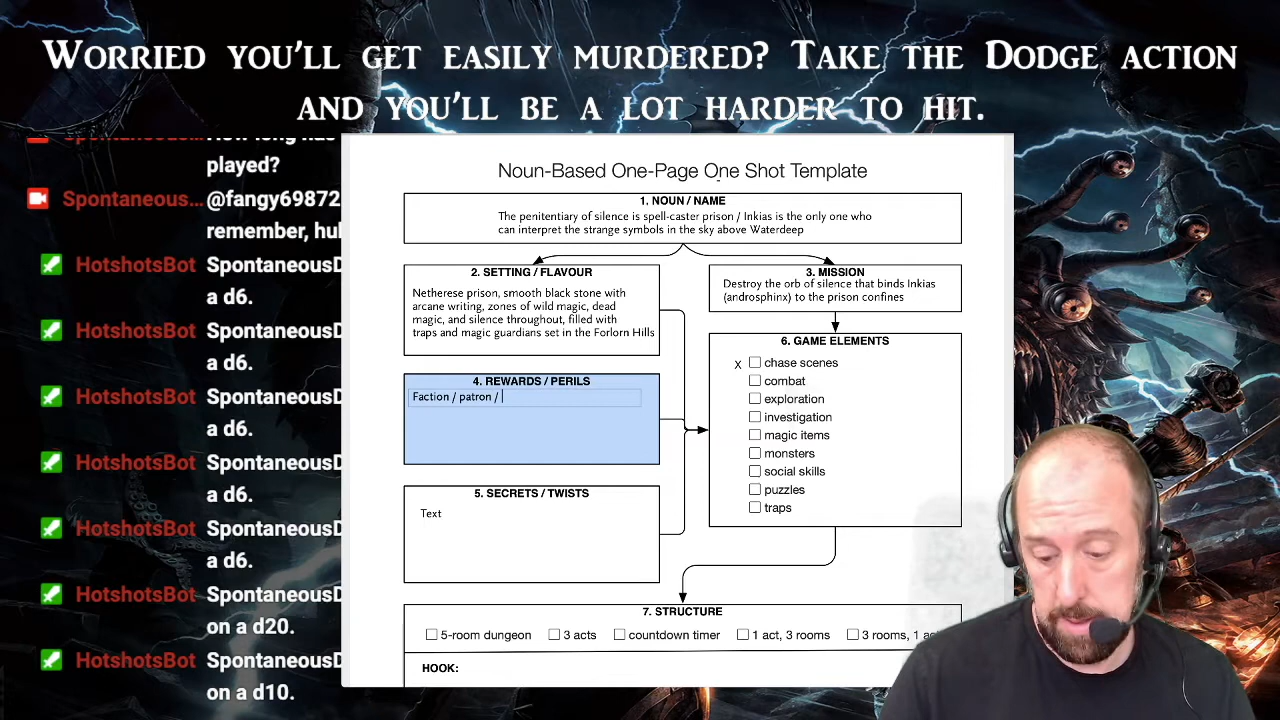 WORRIED YOU'LL GET EASILY MURDERED? TAKE THE DODGE ACTION
AND YOU'LL BE A LOT HARDER TO HIT.
played?
Spontaneous... @fangy69872
remember,
HotshotsBot SpontaneousD
a d6.
HotshotsBot SpontaneousD
a d6.
HotshotsBot SpontaneousD
a d6.
HotshotsBot SpontaneousD
a d6.
HotshotsBot SpontaneousD
a d6.
HotshotsBot SpontaneousD
on a d20.
HotshotsBot SpontaneousD
on a d10.
Noun-Based One-Page One Shot Template
1. NOUN / NAME
The penitentiary of silence is spell-caster prison / Inkias is the only one who
can interpret the strange symbols in the sky above Waterdeep
2. SETTING / FLAVOUR
Netherese prison, smooth black stone with
arcane writing, zones of wild magic, dead
magic, and silence throughout, filled with
traps and magic guardians set in the Forlorn Hills
3. MISSION
Destroy the orb of silence that binds Inkias
(androsphinx) to the prison confines
4. REWARDS / PERILS
Faction / patron /
5. SECRETS / TWISTS
Text
6. GAME ELEMENTS
X chase scenes
combat
exploration
investigation
magic items
monsters
social skills
puzzles
traps
7. STRUCTURE
5-room dungeon 3 acts countdown timer 1 act, 3 rooms 3 rooms, 1
HOOK: